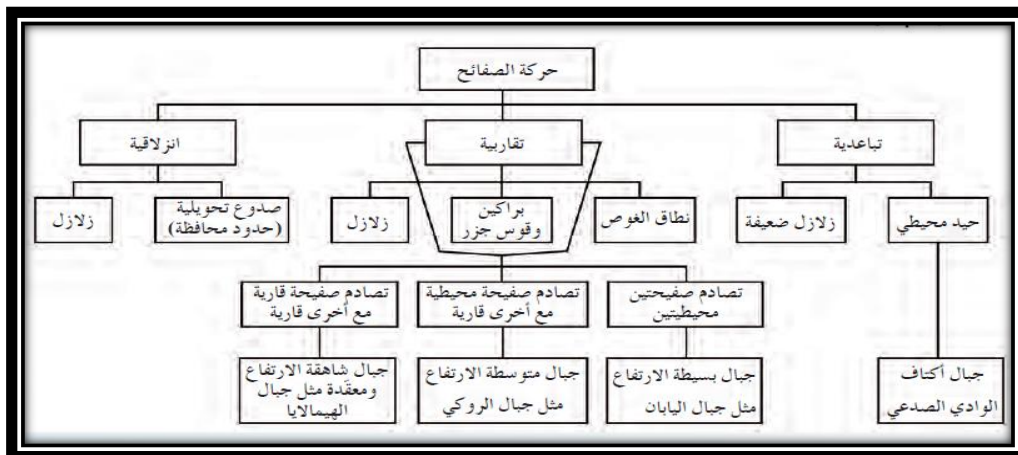 حركة الصفائح
تباعدية
تقاربية
انزلاقية
حيد محيطي
زلازل ضعيفة
نطاق الغوص
براكين
وقوس جزر
زلازل
صدوع تحويلية
(حدود محافظة)
زلازل
تصادم صفيحتين
محيطيتين
تصادم صفيحة محيطية
مع أخرى قارية
تصادم صفيحة قارية
مع أخرى قارية
جبال أكتاف
الوادي الصدعي
جبال بسيطة الارتفاع
مثل جبال اليابان
جبال متوسطة الارتفاع
مثل جبال الروكي
جبال شاهقة الارتفاع
ومعقدة مثل جبال
الهيمالايا